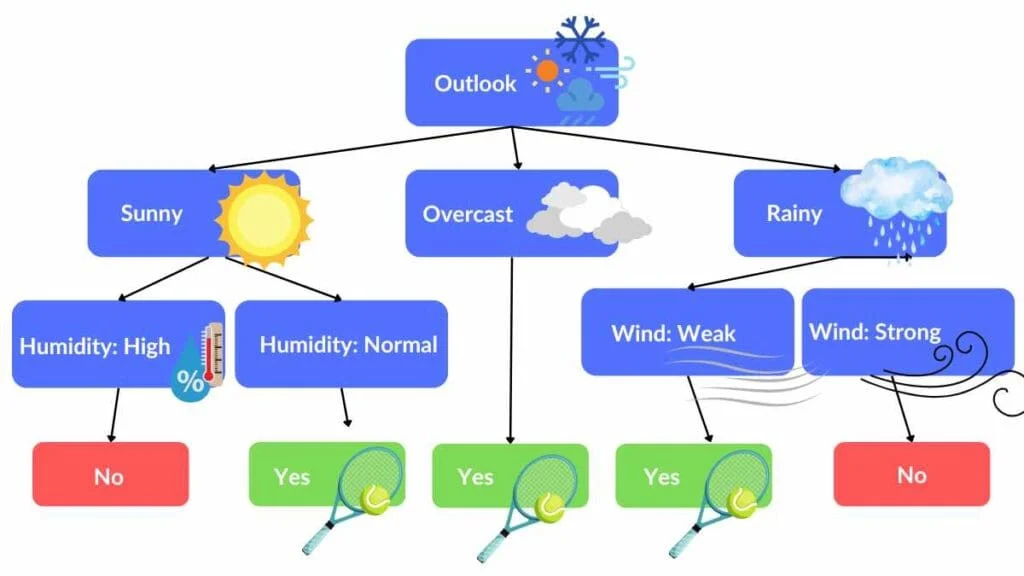 Outlook
Sunny
Overcast
Rainy
Humidity: High
%
Humidity: Normal
Wind: Weak
Wind: Strong
No
Yes
Yes
Yes
No